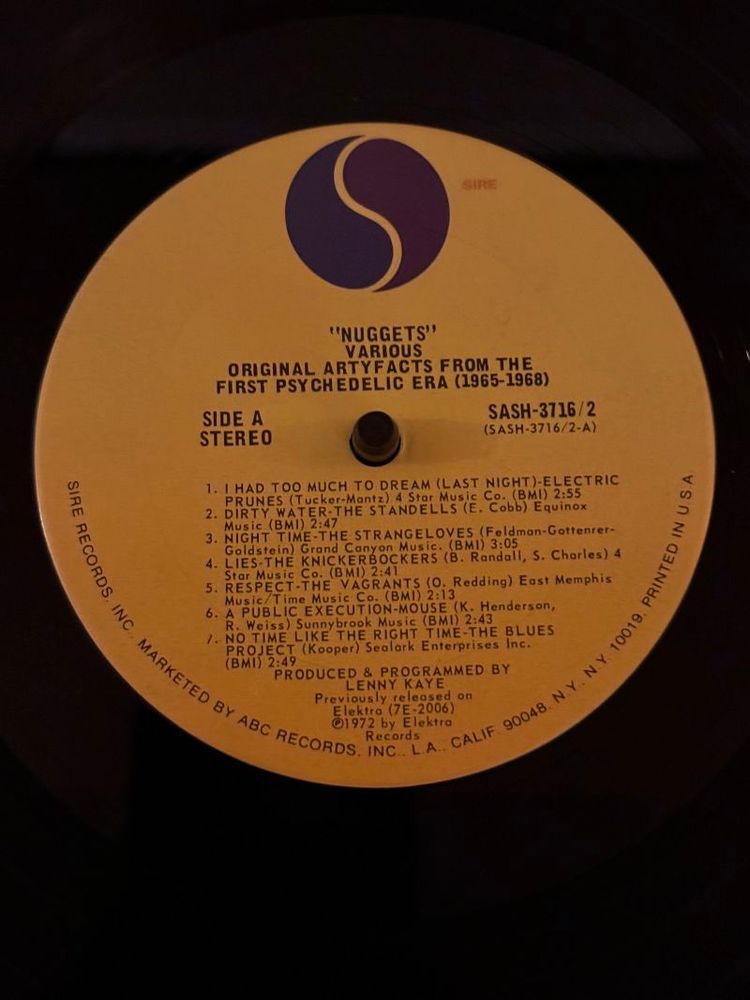 SIRE
"NUGGETS"
VARIOUS
ORIGINAL ARTYFACTS FROM THE
FIRST PSYCHEDELIC ERA (1965-1968)
SIDE A
STEREO
SASH-3716/2
(SASH-3716/2-A)
1. I HAD TOO MUCH TO DREAM (LAST NIGHT)-ELECTRIC
PRUNES (Tucker-Mantz) 4 Star Music Co. (BMI) 2:55
2. DIRTY WATER-THE STANDELLS (E. Cobb) Equinox
Music (BMI) 2:47
3. NIGHT TIME-THE STRANGELOVES (Feldman-Gottenrer-
Goldstein) Grand Canyon Music. (BMI) 3:05
4. LIES-THE KNICKERBOCKERS (B. Randall, S. Charles) 4
Star Music Co. (BMI) 2:41
5. RESPECT-THE VAGRANTS (O. Redding) East Memphis
Music/Time Music Co. (BMI) 2:13
6. A PUBLIC EXECUTION-MOUSE (K. Henderson,
R. Weiss) Sunnybrook Music (BMI) 2:43
7. NO TIME LIKE THE RIGHT TIME-THE BLUES
PROJECT (Kooper) Sealark Enterprises Inc.
(BMI) 2:49
PRODUCED & PROGRAMMED BY
LENNY KAYE
Previously released on
Elektra (7E-2006)
℗1972 by Elektra
Records
SIRE RECORDS, INC., MARKETED BY ABC RECORDS, INC., L.A., CALIF. 90048. N.Y., N.Y. 10019. PRINTED IN U S A